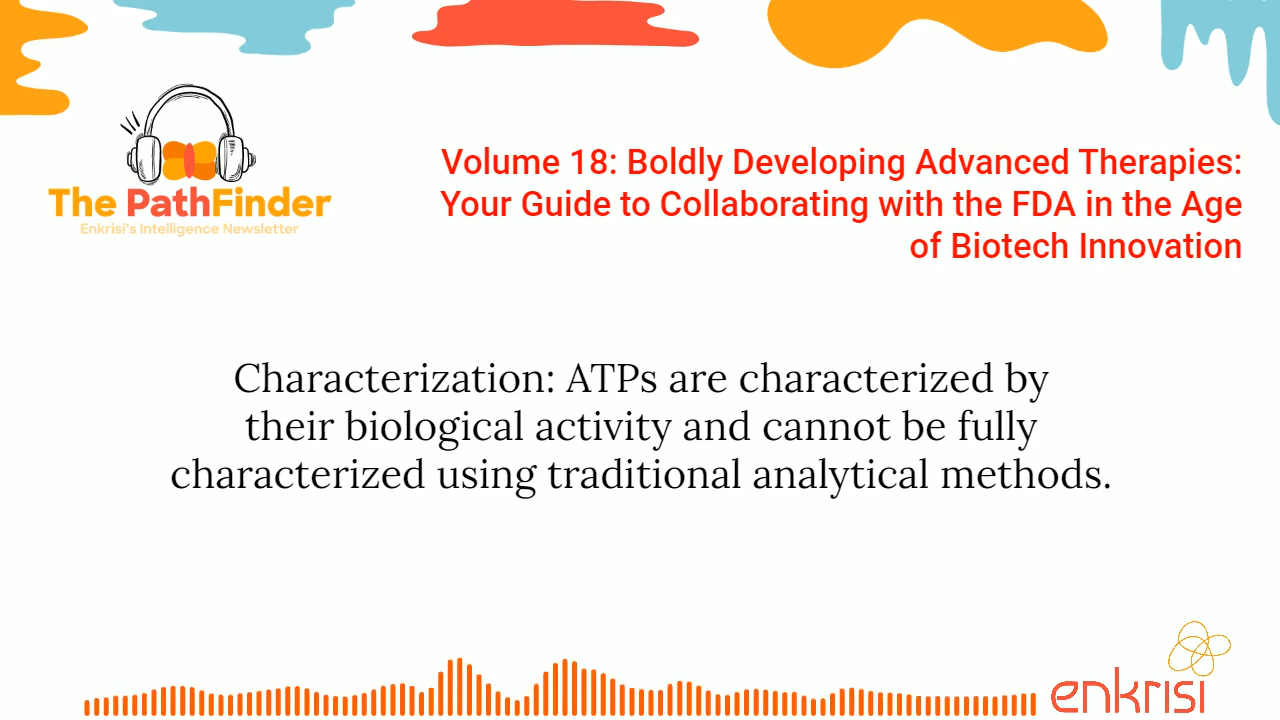 The PathFinder
Enkrisi's Intelligence Newsletter
Volume 18: Boldly Developing Advanced Therapies:
Your Guide to Collaborating with the FDA in the Age
of Biotech Innovation
Characterization: ATPs are characterized by
their biological activity and cannot be fully
characterized using traditional analytical methods.
enkrisi